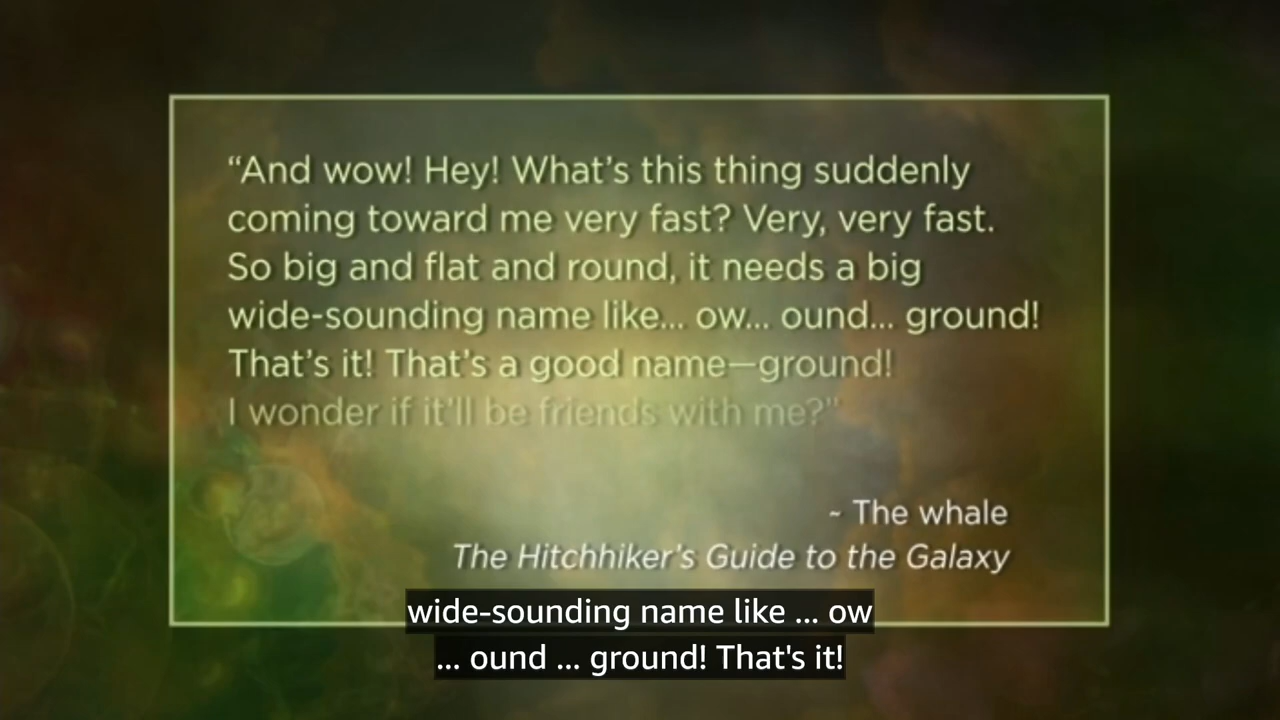 “And wow! Hey! What’s this thing suddenly
coming toward me very fast? Very, very fast.
So big and flat and round, it needs a big
wide-sounding name like... ow... ound... ground!
That’s it! That’s a good name—ground!
I wonder if it’ll be friends with me?”
~ The whale
The Hitchhiker’s Guide to the Galaxy
wide-sounding name like ... ow
... ound ... ground! That's it!